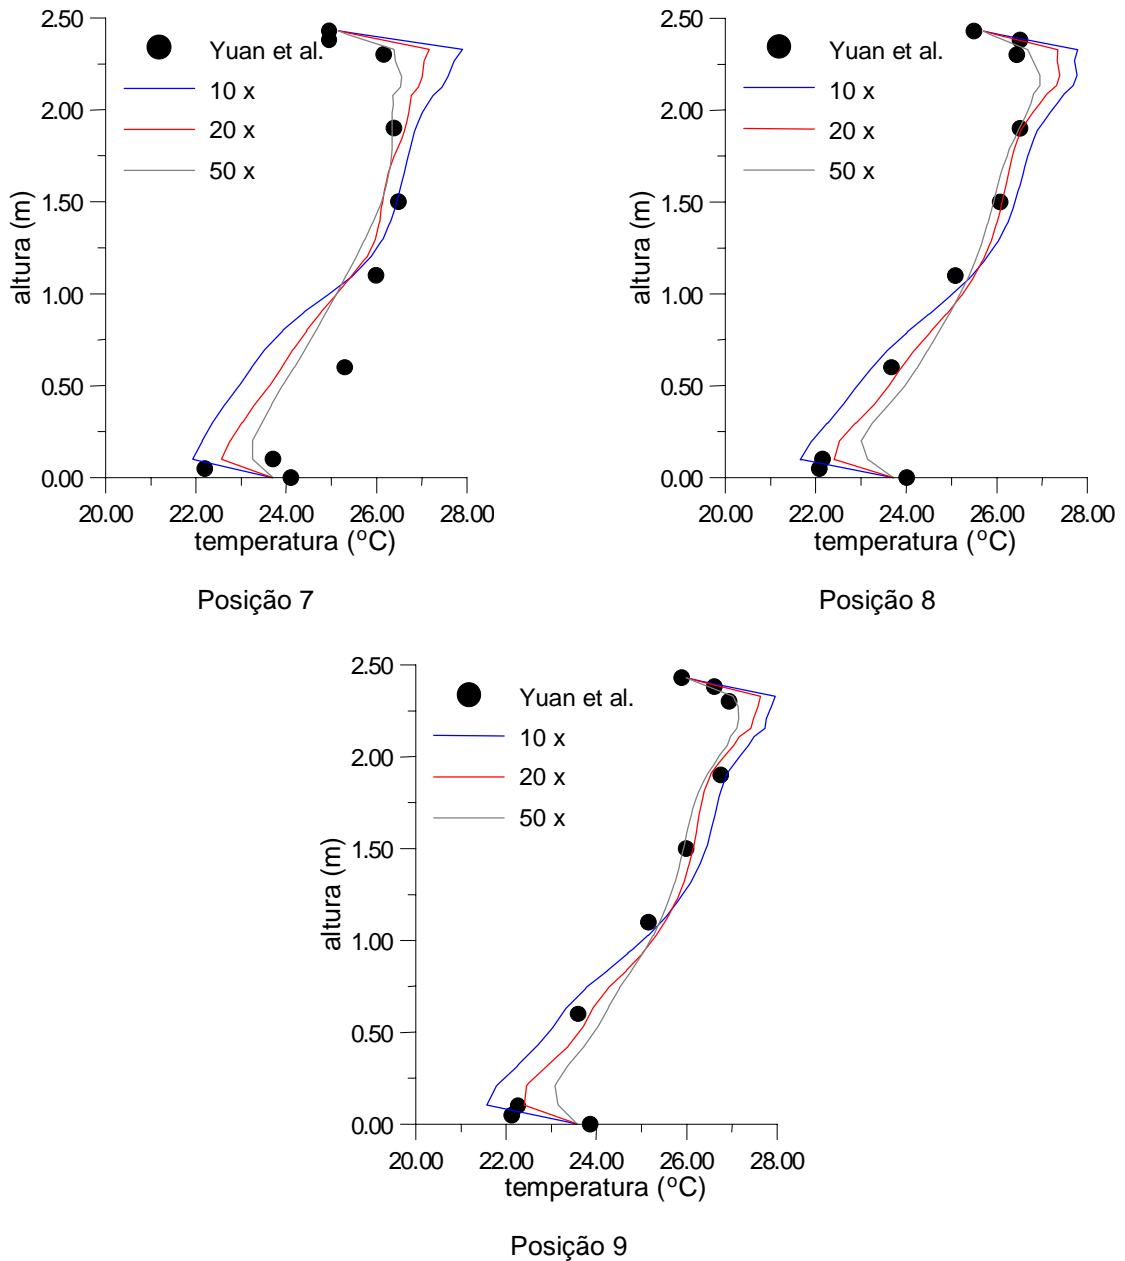 2.50
2.00
1.50
1.00
0.50
0.00
altura (m)
Yuan et al.
10 x
20 x
50 x
20.00 22.00 24.00 26.00 28.00
temperatura (°C)
Posição 7
2.50
2.00
1.50
1.00
0.50
0.00
altura (m)
Yuan et al.
10 x
20 x
50 x
20.00 22.00 24.00 26.00 28.00
temperatura (°C)
Posição 8
2.50
2.00
1.50
1.00
0.50
0.00
altura (m)
Yuan et al.
10 x
20 x
50 x
20.00 22.00 24.00 26.00 28.00
temperatura (°C)
Posição 9